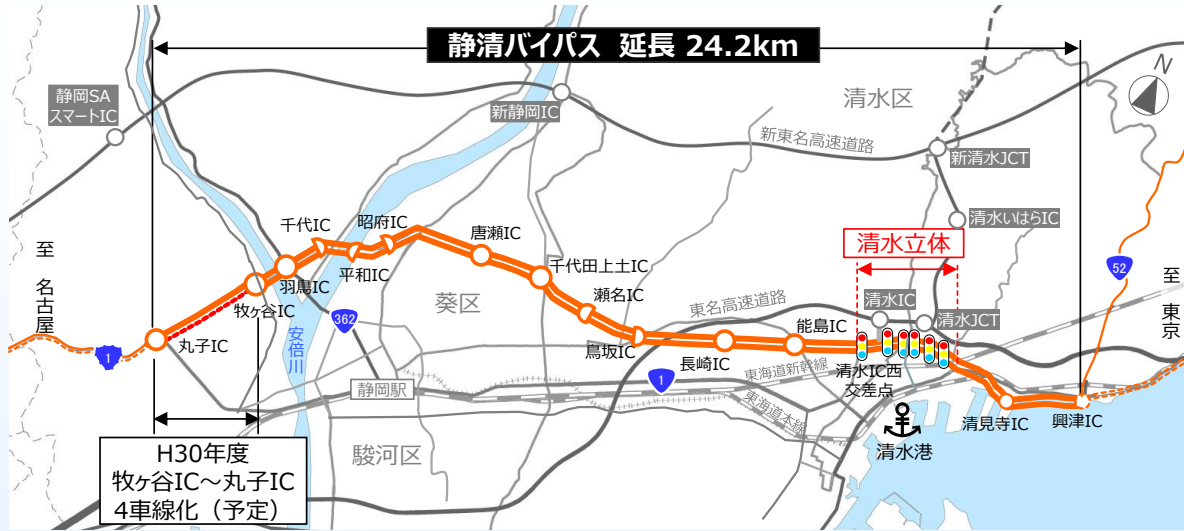 静清バイパス 延長 24.2km
N
静岡SA
スマートIC
新静岡IC
清水区
新東名高速道路
新清水JCT
清水いはらIC
清水立体
52
至 名古屋
至 東京
千代IC
昭府IC
平和IC
羽鳥IC
牧ヶ谷IC
唐瀬IC
千代田上土IC
瀬名IC
葵区
362
安倍川
鳥坂IC
東名高速道路
清水IC
清水JCT
能島IC
長崎IC
丸子IC
1
静岡駅
1
東海道新幹線
東海道本線
清水IC西
交差点
清見寺IC
興津IC
清水港
駿河区
H30年度
牧ヶ谷IC～丸子IC
4車線化（予定）